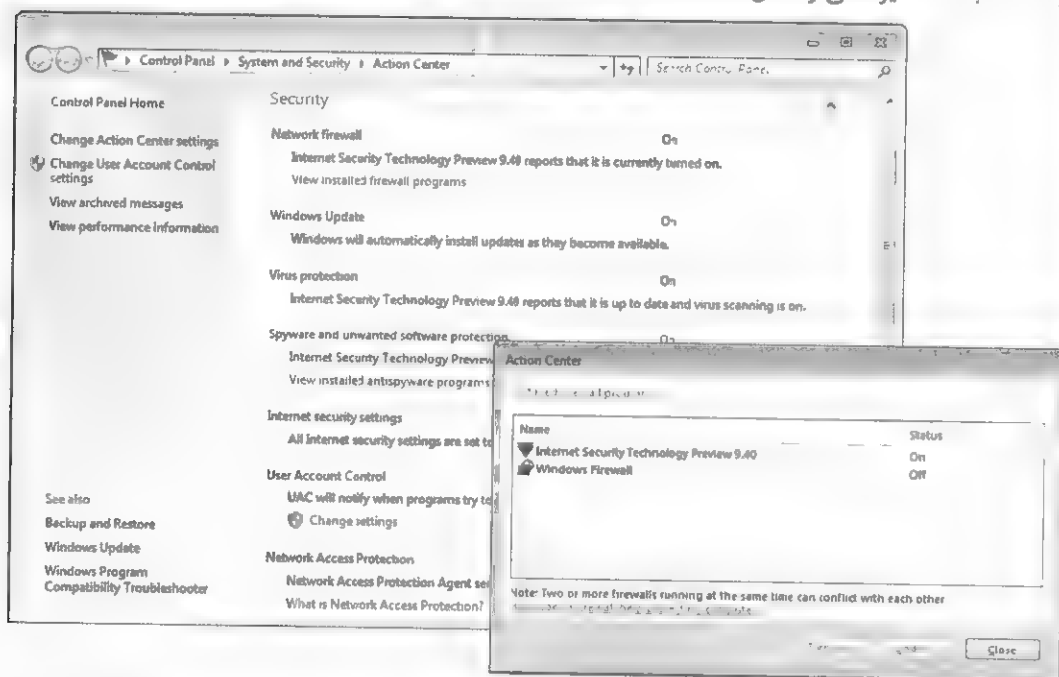 Control Panel ▸ System and Security ▸ Action Center
Search Control Panel
Control Panel Home
Change Action Center settings
Change User Account Control
settings
View archived messages
View performance information
See also
Backup and Restore
Windows Update
Windows Program
Compatibility Troubleshooter
Security
Network firewall On
Internet Security Technology Preview 9.40 reports that it is currently turned on.
View installed firewall programs
Windows Update On
Windows will automatically install updates as they become available.
Virus protection On
Internet Security Technology Preview 9.40 reports that it is up to date and virus scanning is on.
Spyware and unwanted software protection On
Internet Security Technology Preview
View installed antispyware programs
Internet security settings
All Internet security settings are set to
User Account Control
UAC will notify when programs try to
Change settings
Network Access Protection
Network Access Protection Agent
What is Network Access Protection?
Action Center
Name Status
Internet Security Technology Preview 9.40 On
Windows Firewall Off
Note: Two or more firewalls running at the same time can conflict with each other
Close